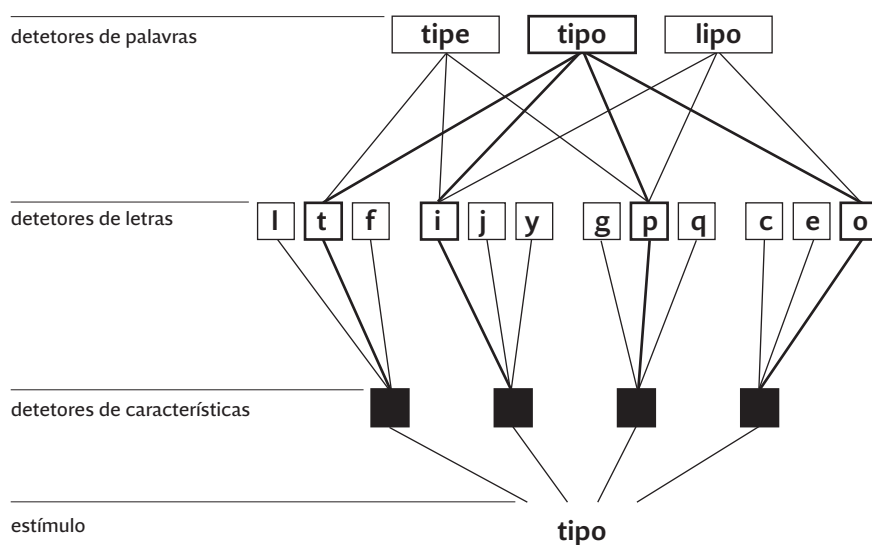 detetores de palavras tipe tipo lipo
detetores de letras l t f i j y g p q c e o
detetores de características
estímulo tipo